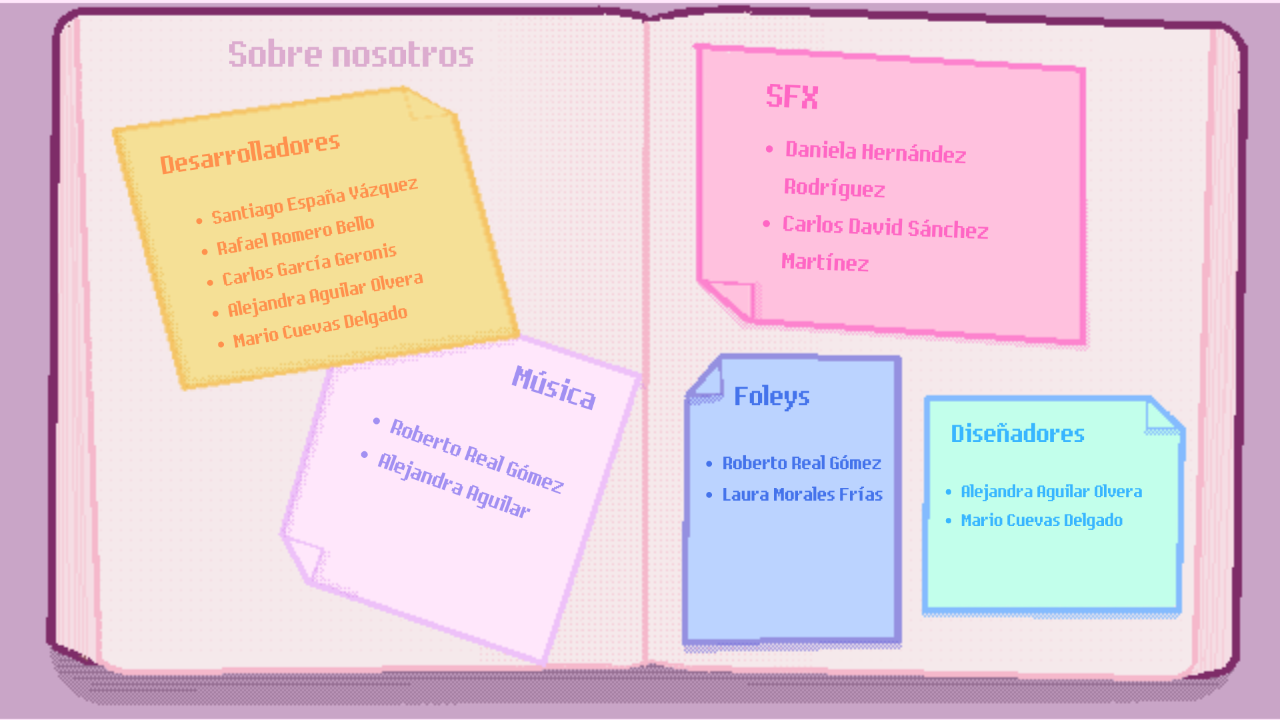 Sobre nosotros
Desarrolladores
• Santiago España Vázquez
• Rafael Romero Bello
• Carlos García Geronis
• Alejandra Aguilar Olvera
• Mario Cuevas Delgado
Música
• Roberto Real Gómez
• Alejandra Aguilar
SFX
• Daniela Hernández
Rodríguez
• Carlos David Sánchez
Martínez
Foleys
• Roberto Real Gómez
• Laura Morales Frías
Diseñadores
• Alejandra Aguilar Olvera
• Mario Cuevas Delgado